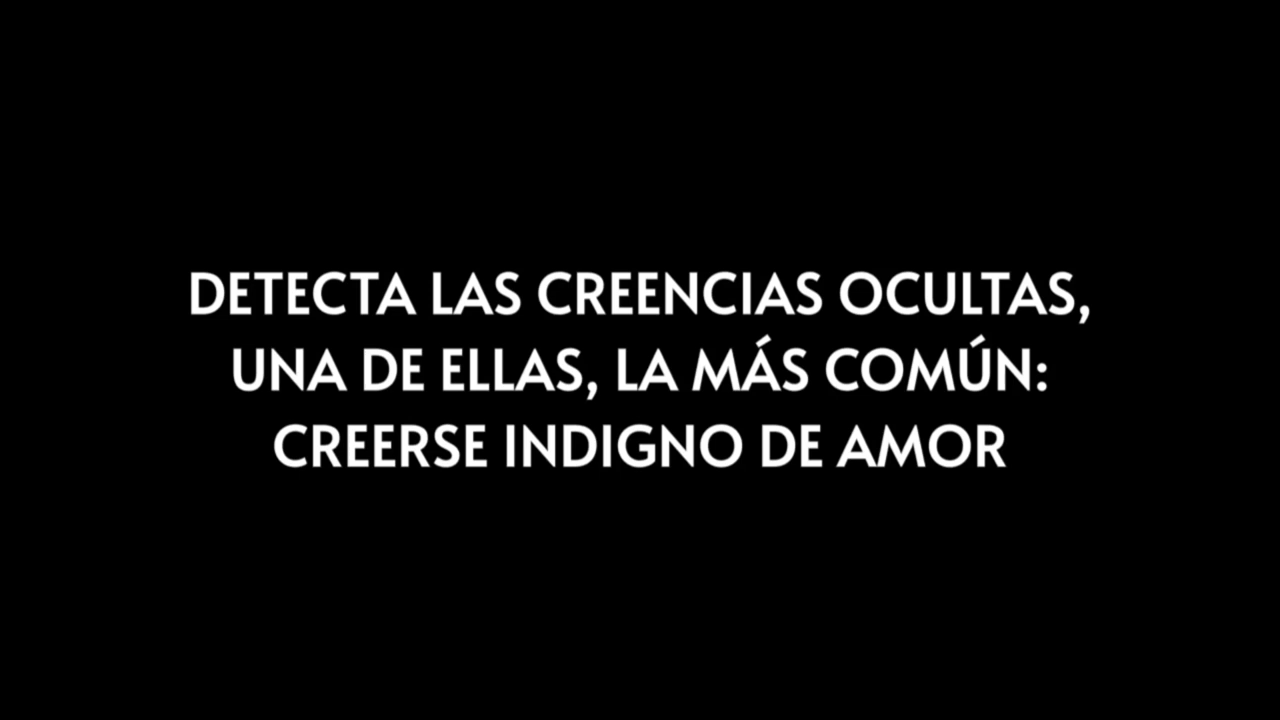 DETECTA LAS CREENCIAS OCULTAS,
UNA DE ELLAS, LA MÁS COMÚN:
CREERSE INDIGNO DE AMOR